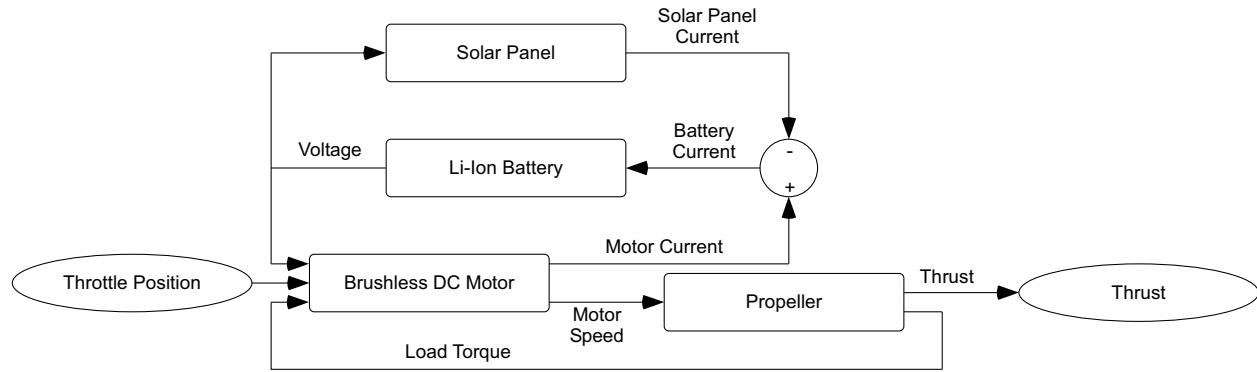 Solar Panel
Current
Solar Panel
Battery
Current
-
Voltage
Li-Ion Battery
+
Motor Current
Throttle Position
Brushless DC Motor
Thrust
Propeller
Thrust
Motor
Speed
Load Torque